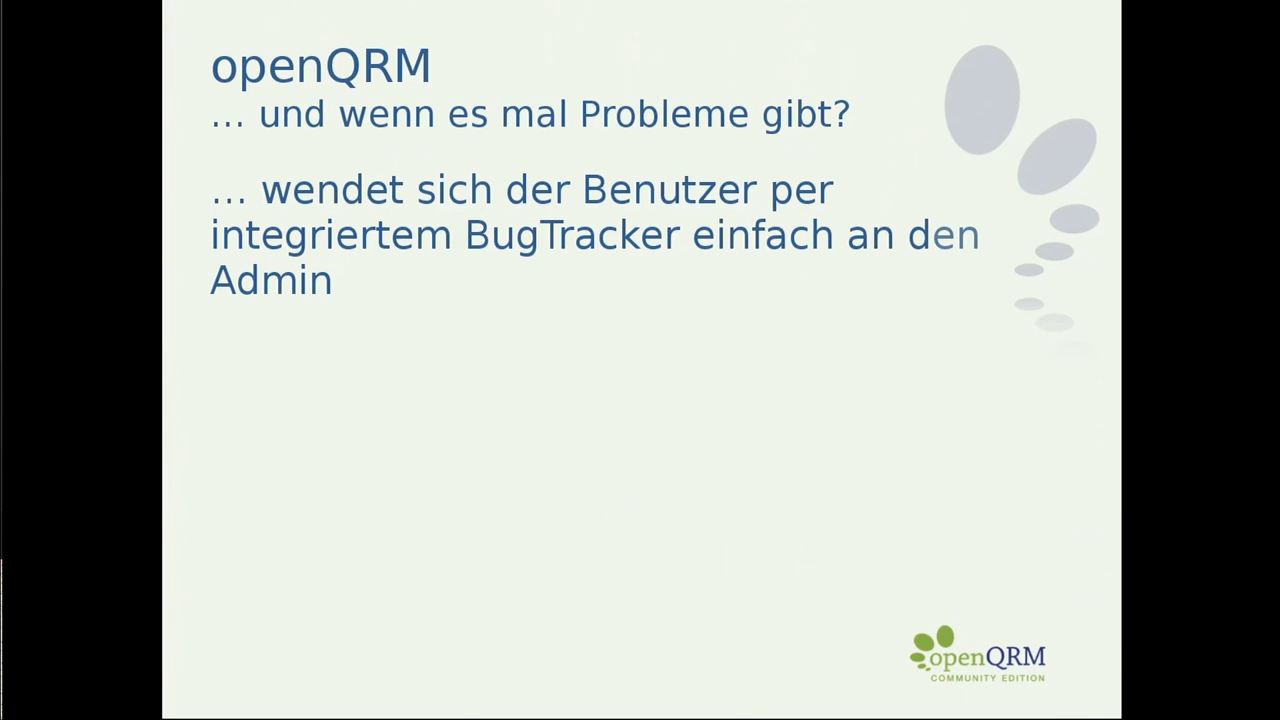 openQRM
... und wenn es mal Probleme gibt?
... wendet sich der Benutzer per
integriertem BugTracker einfach an den
Admin
openQRM
COMMUNITY EDITION